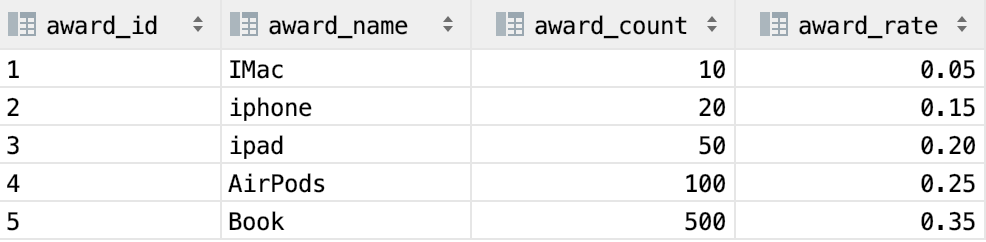 award_id award_name award_count award_rate
1 IMac 10 0.05
2 iphone 20 0.15
3 ipad 50 0.20
4 AirPods 100 0.25
5 Book 500 0.35